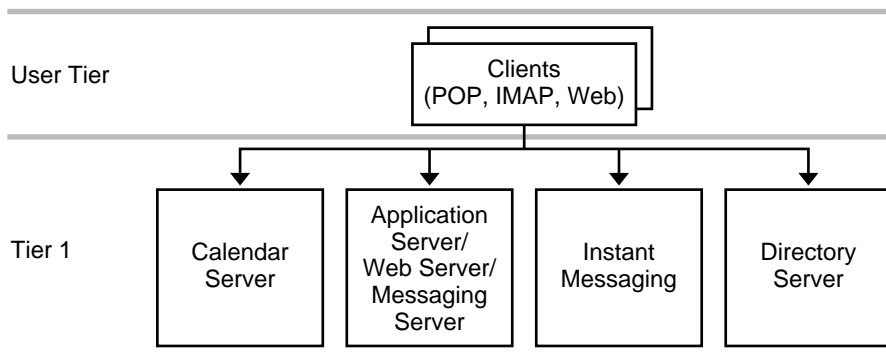 User Tier
Clients
(POP, IMAP, Web)
Tier 1
Calendar
Server
Application
Server/
Web Server/
Messaging
Server
Instant
Messaging
Directory
Server